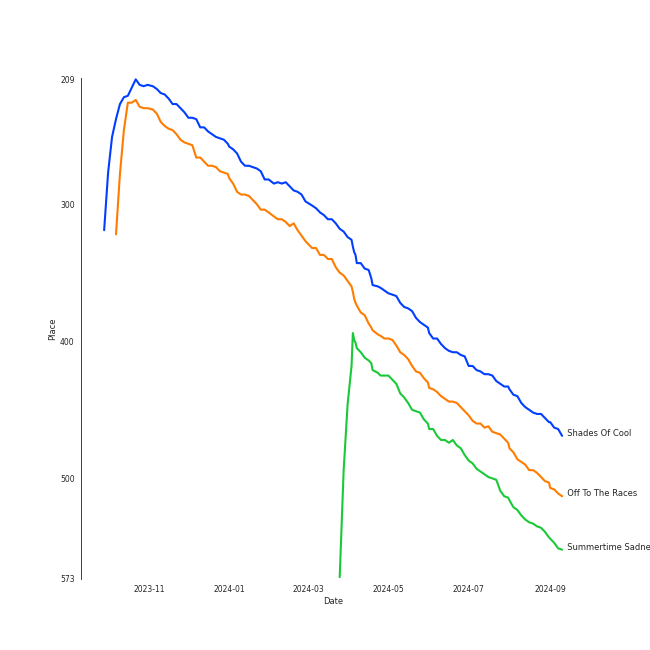 209
300
400
500
573
Place
2023-11
2024-01
2024-03
2024-05
2024-07
2024-09
Date
Shades Of Cool
Off To The Races
Summertime Sadne